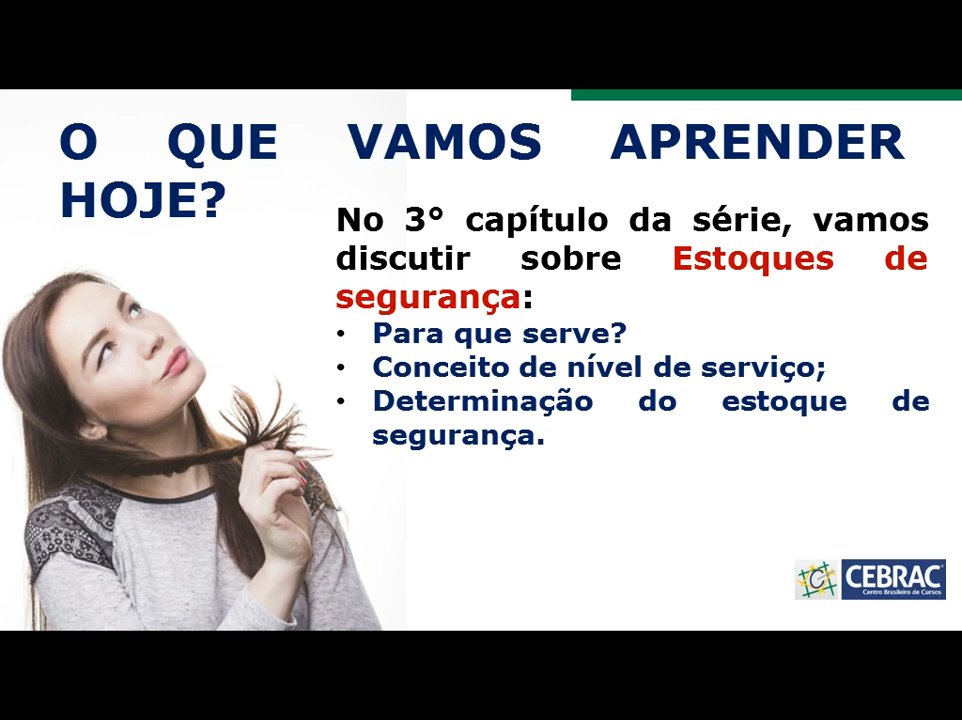 O QUE VAMOS APRENDER
HOJE?
No 3° capítulo da série, vamos
discutir sobre Estoques de
segurança:
• Para que serve?
• Conceito de nível de serviço;
• Determinação do estoque de
segurança.
C CEBRAC®
Centro Brasileiro de Cursos